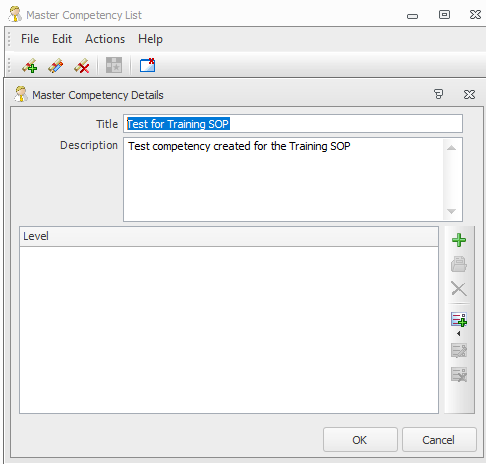 Master Competency List
File Edit Actions Help
Master Competency Details
Title Test for Training SOP
Description Test competency created for the Training SOP
Level
OK Cancel